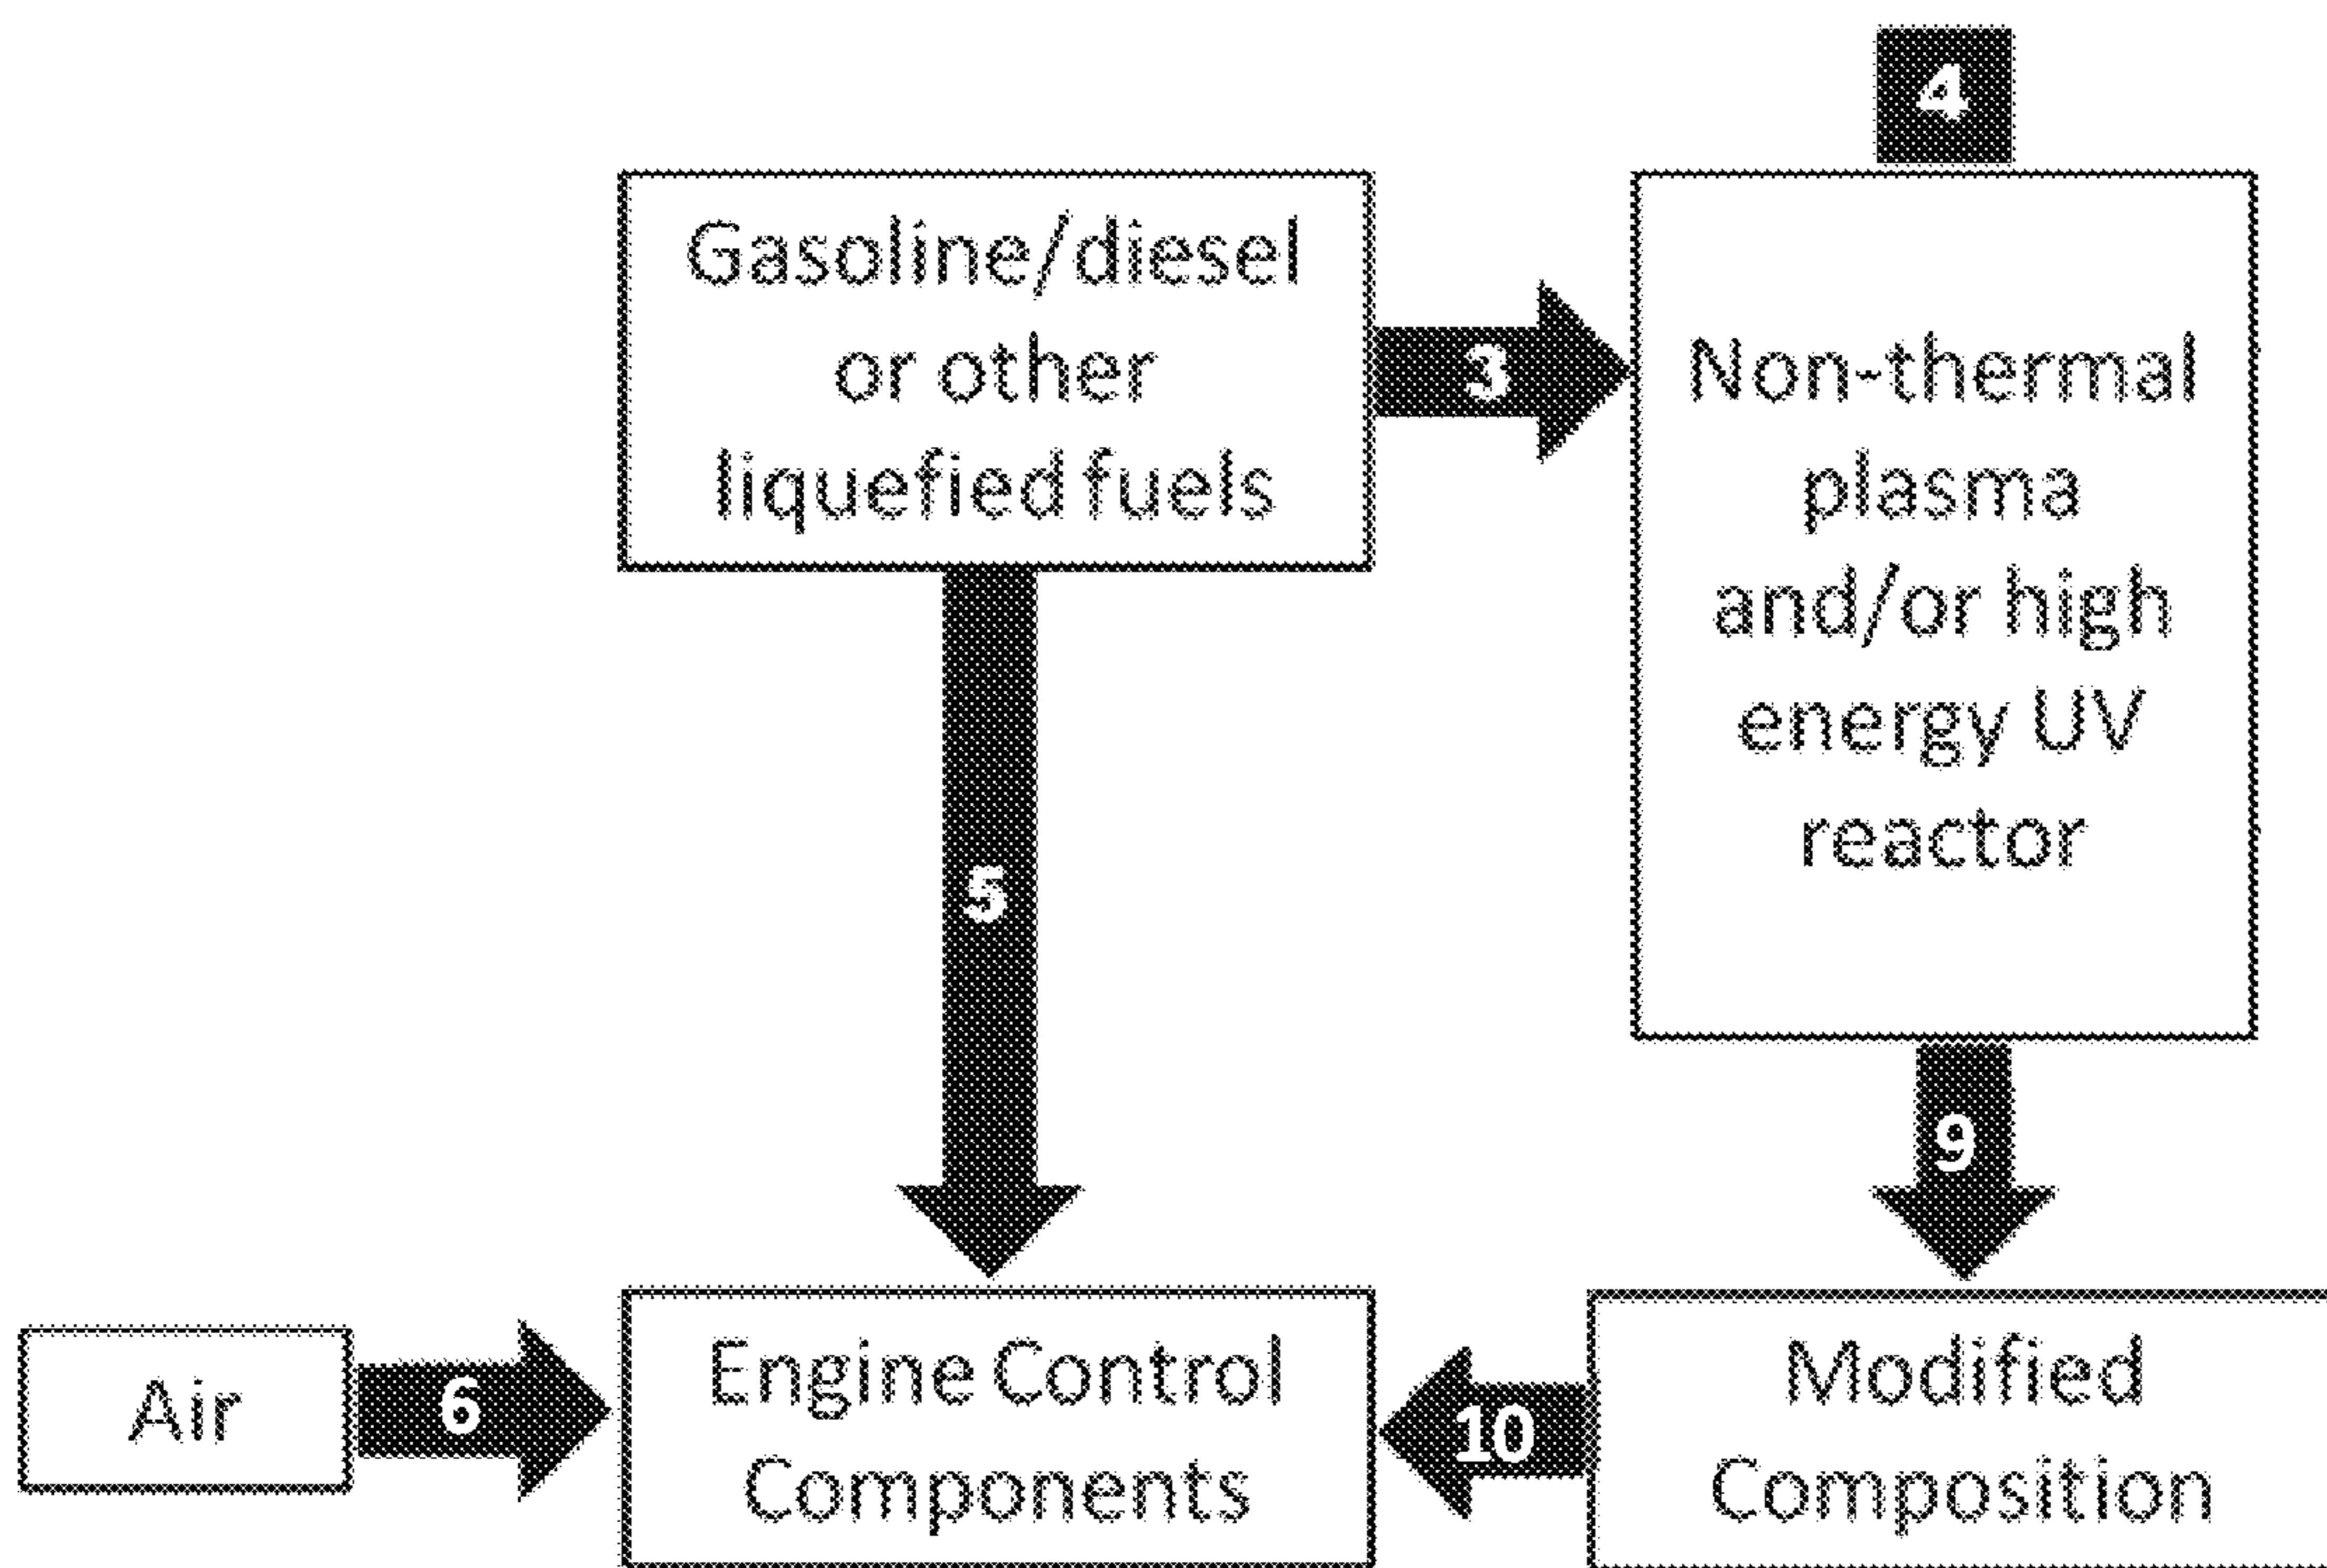 4
Gasoline/diesel
or other
liquefied fuels
3
Non-thermal
plasma
and/or high
energy UV
reactor
5
9
Air
6
Engine Control
Components
10
Modified
Composition